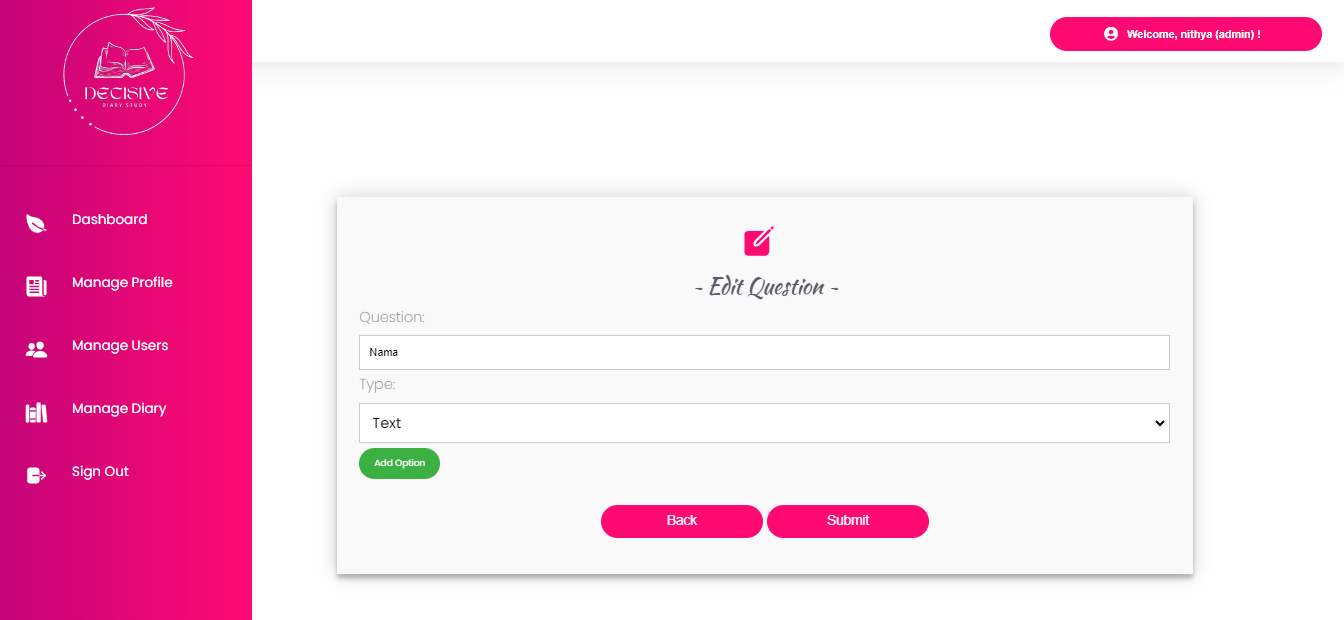 DECISIVE
DIARY STUDY
Welcome, nithya (admin) !
Dashboard
Manage Profile
Manage Users
Manage Diary
Sign Out
~ Edit Question ~
Question:
Nama
Type:
Text
Add Option
Back
Submit